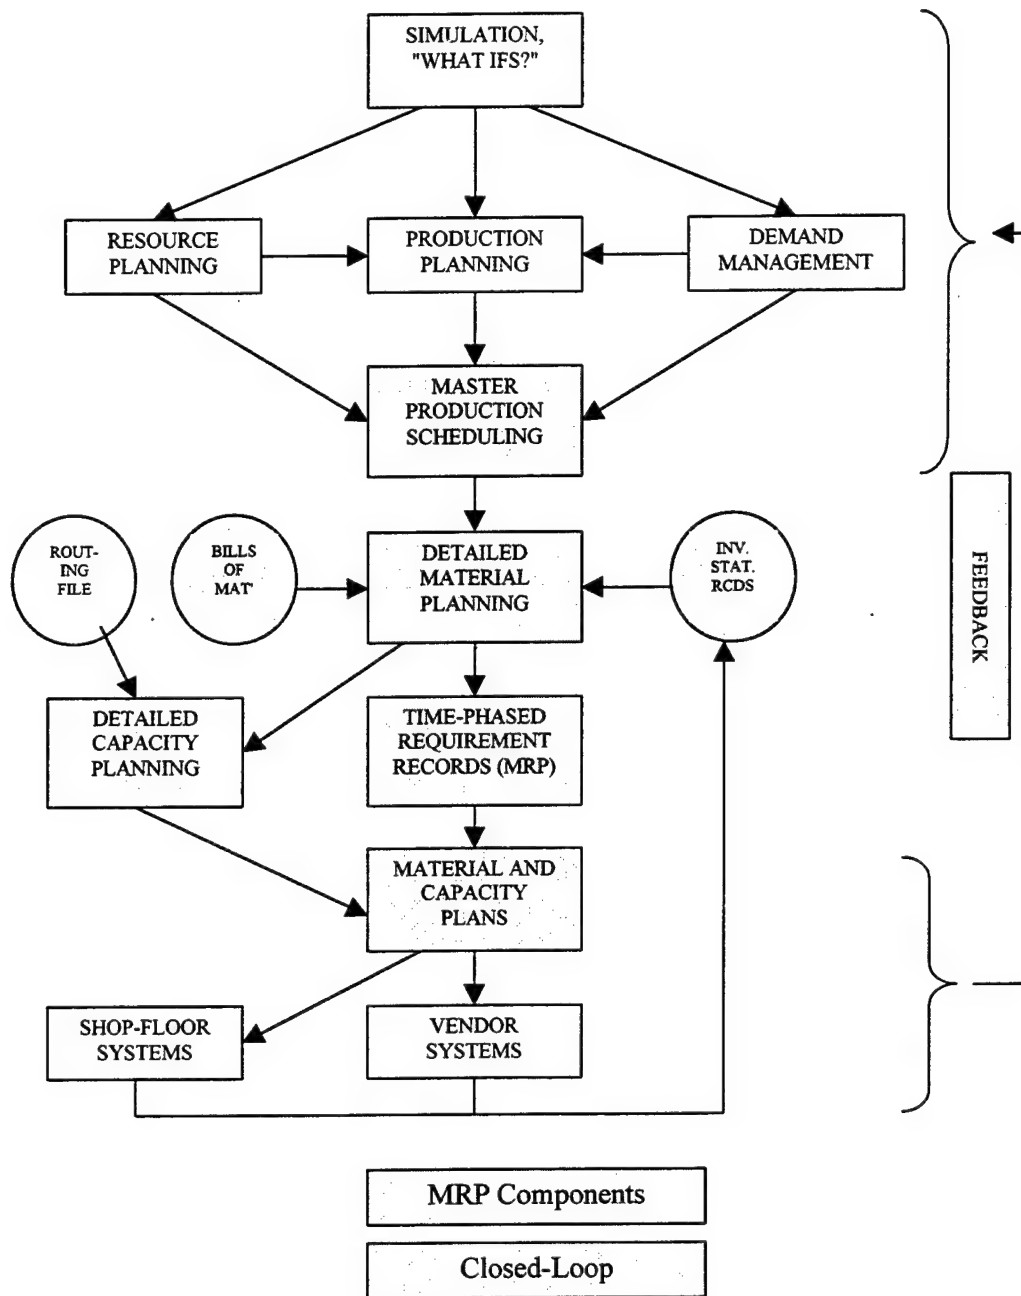 SIMULATION,
"WHAT IFS?"
RESOURCE
PLANNING
PRODUCTION
PLANNING
DEMAND
MANAGEMENT
MASTER
PRODUCTION
SCHEDULING
ROUT-
ING
FILE
BILLS
OF
MAT'
DETAILED
MATERIAL
PLANNING
INV.
STAT.
RCDS
FEEDBACK
DETAILED
CAPACITY
PLANNING
TIME-PHASED
REQUIREMENT
RECORDS (MRP)
MATERIAL AND
CAPACITY
PLANS
SHOP-FLOOR
SYSTEMS
VENDOR
SYSTEMS
MRP Components
Closed-Loop